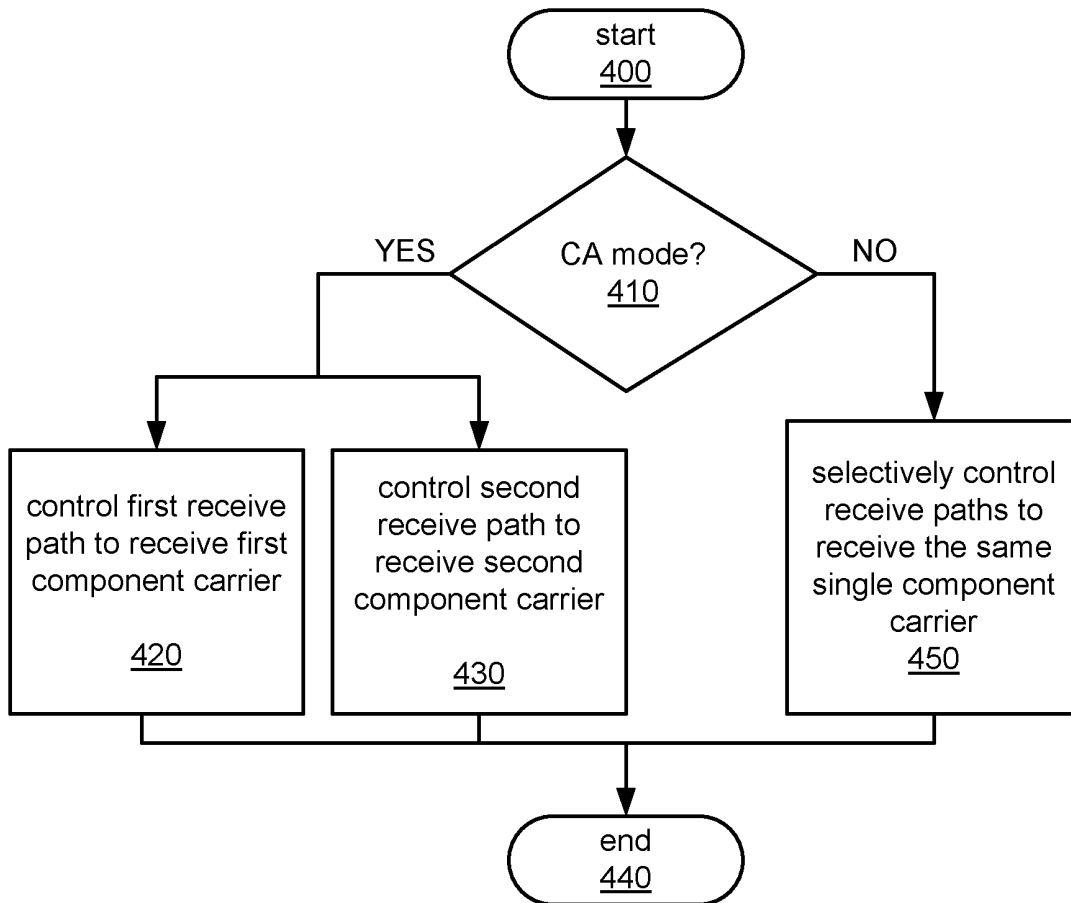 start
400
CA mode?
410
YES
NO
control first receive
path to receive first
component carrier
420
control second
receive path to
receive second
component carrier
430
selectively control
receive paths to
receive the same
single component
carrier
450
end
440